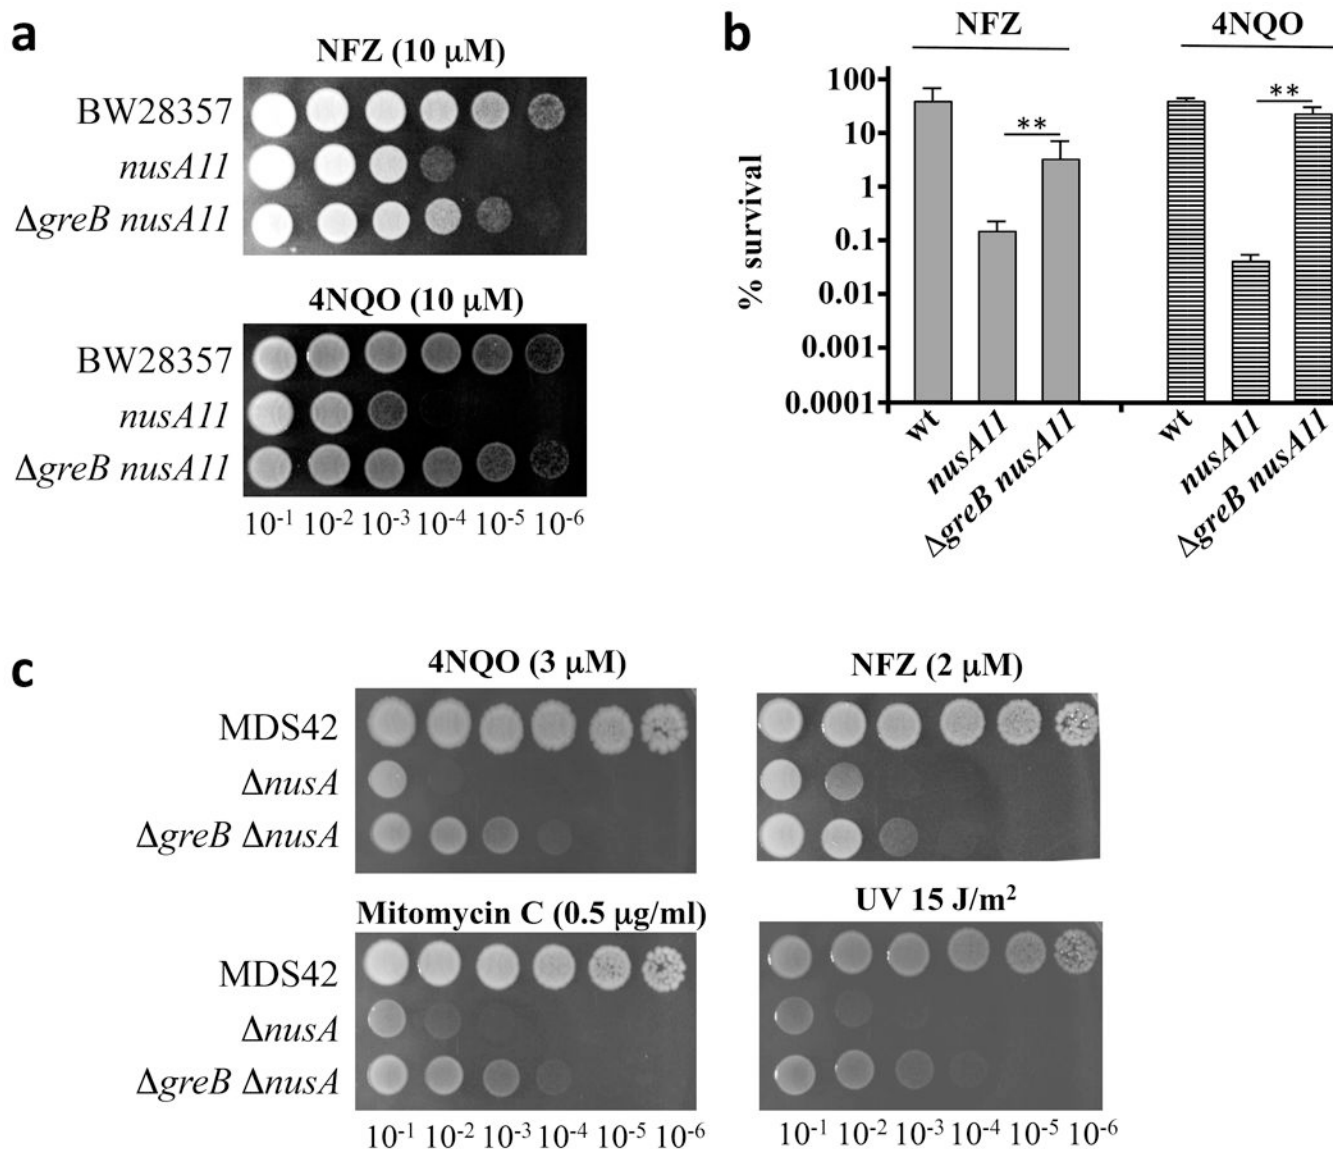 a
NFZ (10 µM)
BW28357
nusA11
ΔgreB nusA11
4NQO (10 µM)
BW28357
nusA11
ΔgreB nusA11
10-1 10-2 10-3 10-4 10-5 10-6
b
NFZ 4NQO
% survival
100
10
1
0.1
0.01
0.001
0.0001
** **
wt nusA11 ΔgreB nusA11 wt nusA11 ΔgreB nusA11
c
4NQO (3 µM)
MDS42
ΔnusA
ΔgreB ΔnusA
NFZ (2 µM)
Mitomycin C (0.5 µg/ml)
MDS42
ΔnusA
ΔgreB ΔnusA
10-1 10-2 10-3 10-4 10-5 10-6
UV 15 J/m2
10-1 10-2 10-3 10-4 10-5 10-6